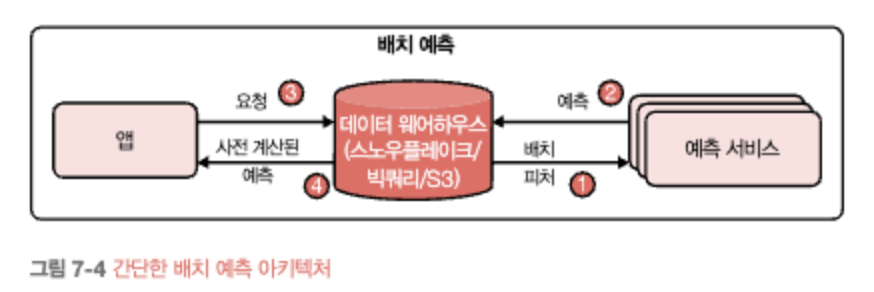 배치 예측
앱
요청 3
사전 계산된
예측 4
데이터 웨어하우스
(스노우플레이크/
빅쿼리/S3)
예측 2
배치
피처 1
예측 서비스
그림 7-4 간단한 배치 예측 아키텍처